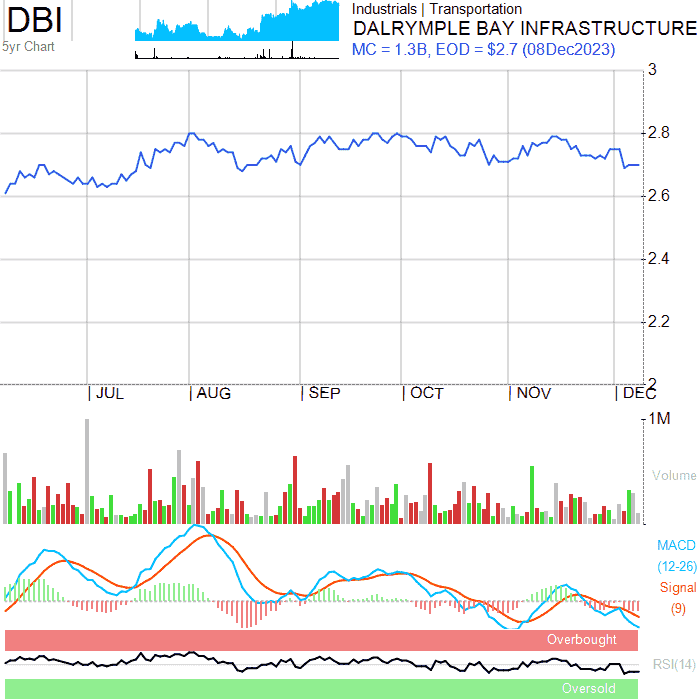 DBI
5yr Chart
Industrials | Transportation
DALRYMPLE BAY INFRASTRUCTURE
MC = 1.3B, EOD = $2.7 (08Dec2023)
3
2.8
2.6
2.4
2.2
2
JUL AUG SEP OCT NOV DEC
1M
Volume
MACD
(12-26)
Signal
(9)
Overbought
RSI(14)
Oversold